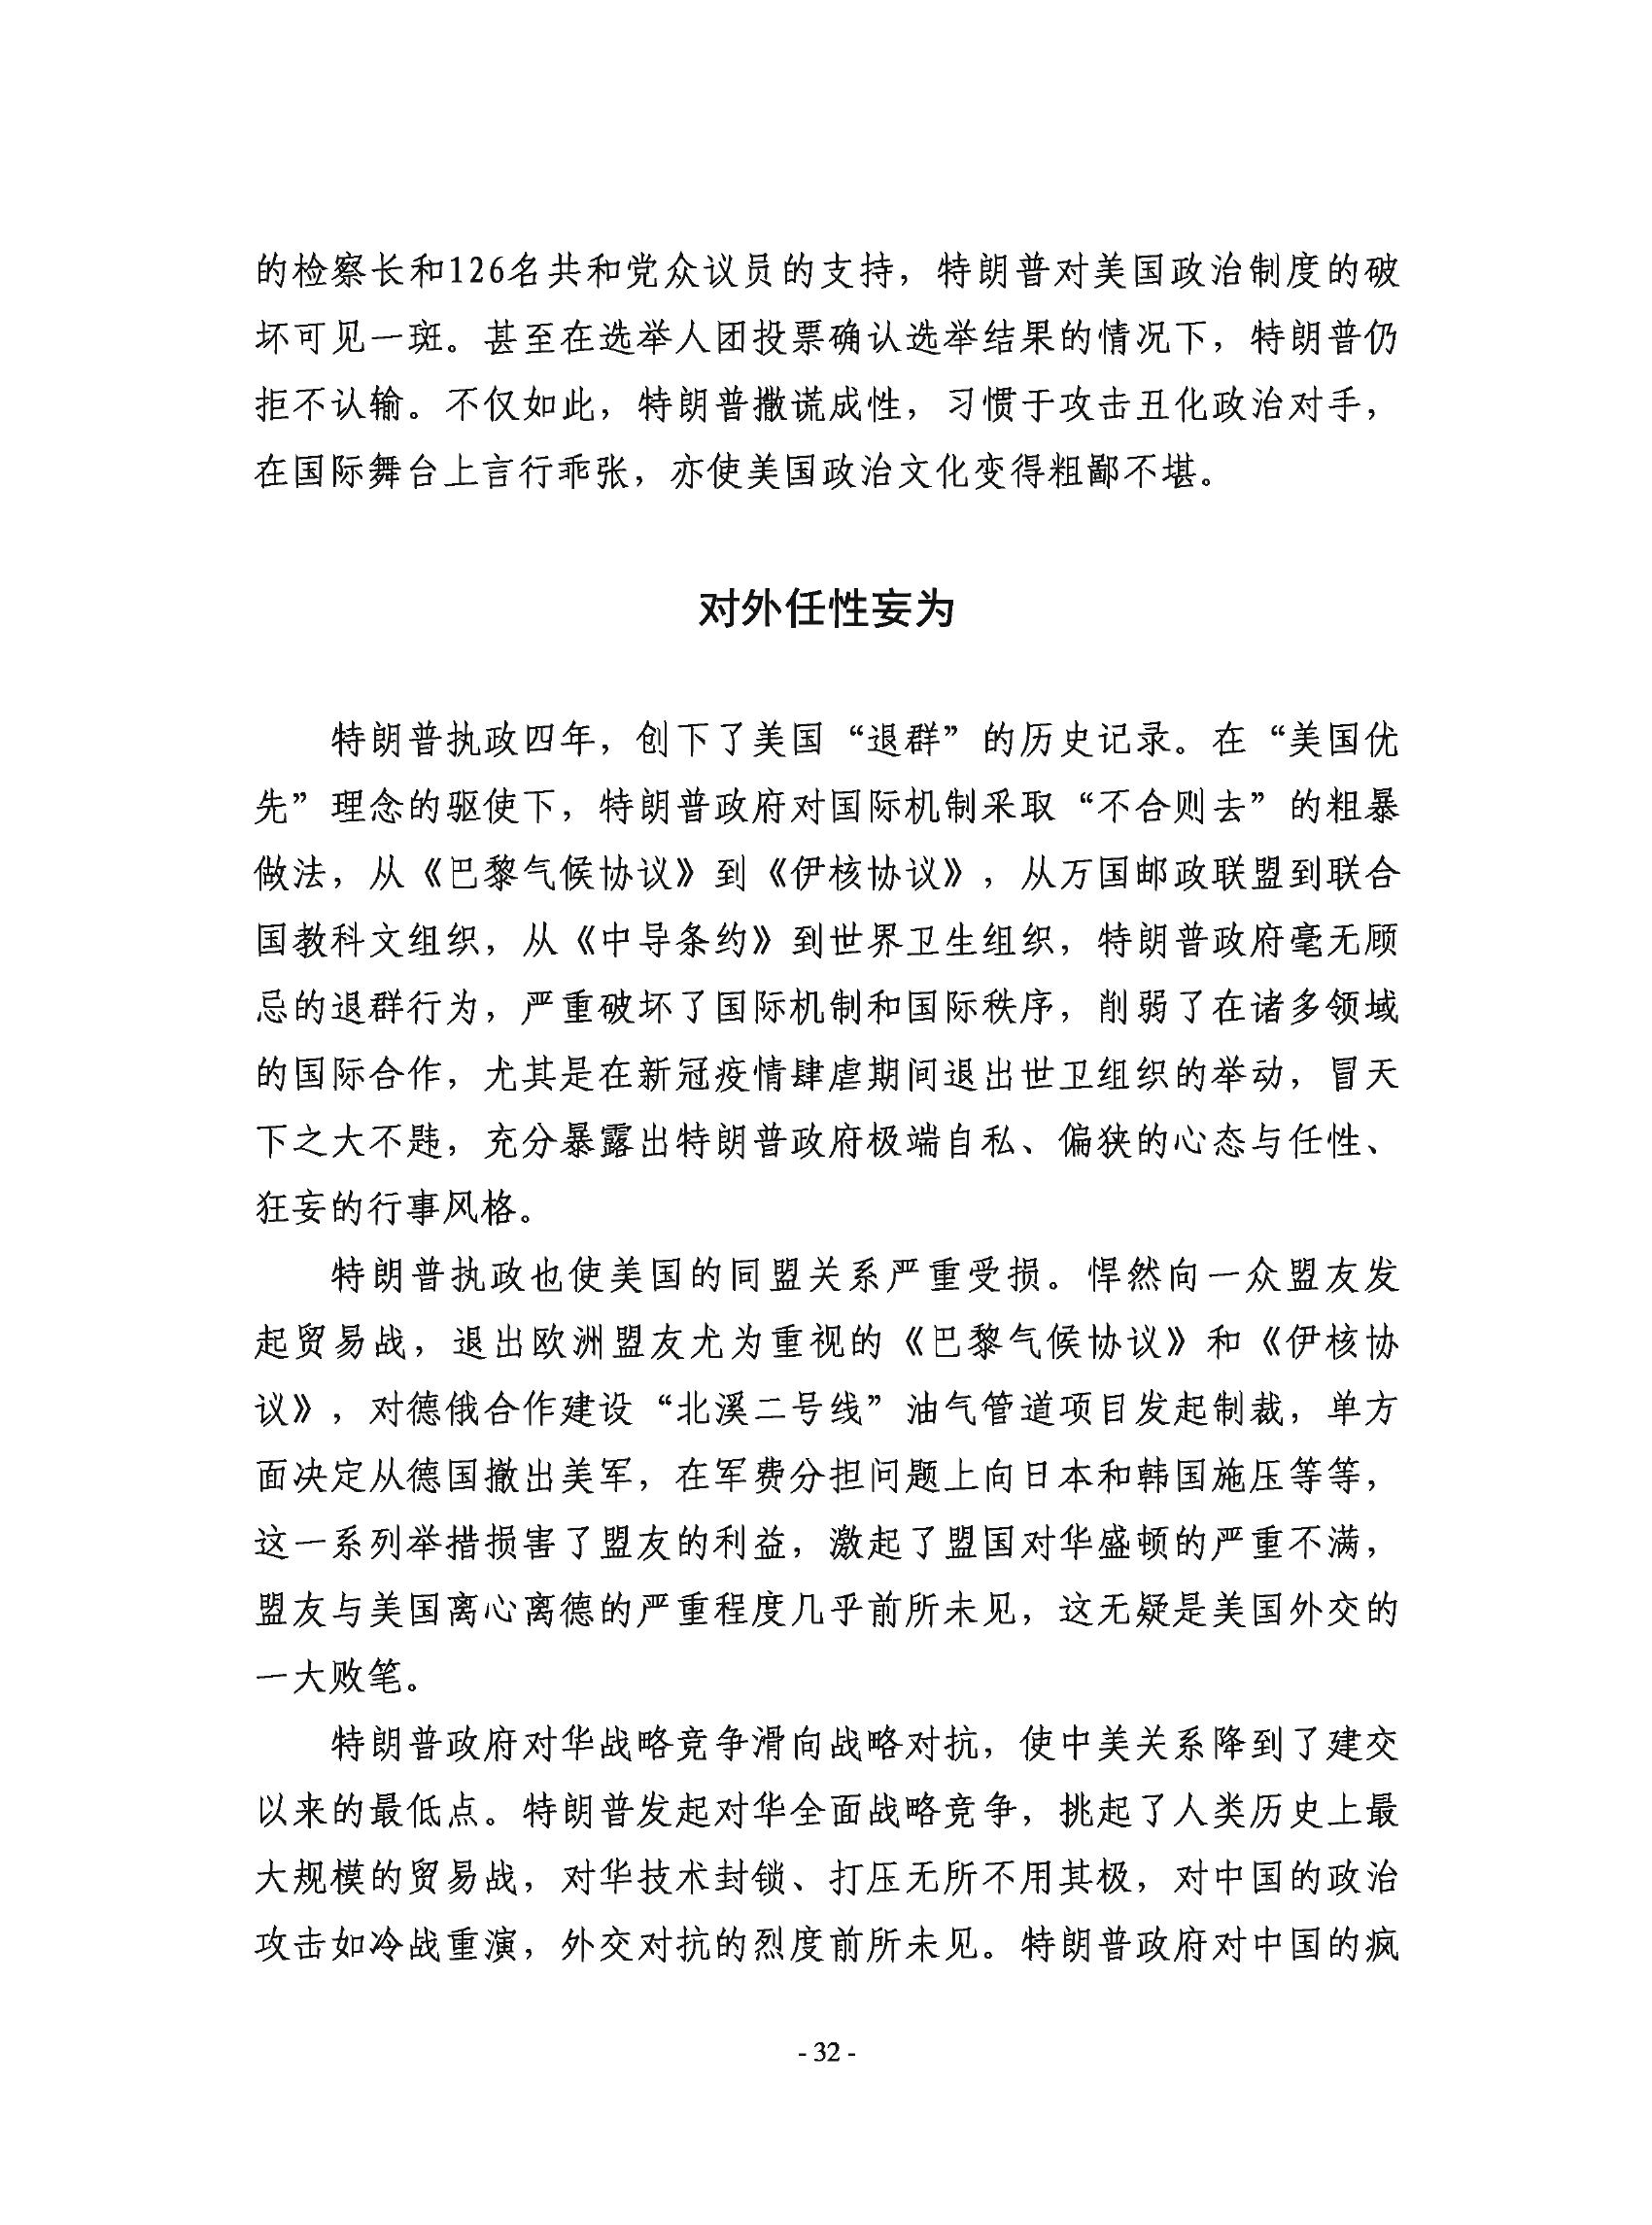 的检察长和126名共和党众议员的支持，特朗普对美国政治制度的破
坏可见一斑。甚至在选举人团投票确认选举结果的情况下，特朗普仍
拒不认输。不仅如此，特朗普撒谎成性，习惯于攻击丑化政治对手，
在国际舞台上言行乖张，亦使美国政治文化变得粗鄙不堪。
对外任性妄为
特朗普执政四年，创下了美国“退群”的历史记录。在“美国优
先”理念的驱使下，特朗普政府对国际机制采取“不合则去”的粗暴
做法，从《巴黎气候协议》到《伊核协议》，从万国邮政联盟到联合
国教科文组织，从《中导条约》到世界卫生组织，特朗普政府毫无顾
忌的退群行为，严重破坏了国际机制和国际秩序，削弱了在诸多领域
的国际合作，尤其是在新冠疫情肆虐期间退出世卫组织的举动，冒天
下之大不韪，充分暴露出特朗普政府极端自私、偏狭的心态与任性、
狂妄的行事风格。
特朗普执政也使美国的同盟关系严重受损。悍然向一众盟友发
起贸易战，退出欧洲盟友尤为重视的《巴黎气候协议》和《伊核协
议》，对德俄合作建设“北溪二号线”油气管道项目发起制裁，单方
面决定从德国撤出美军，在军费分担问题上向日本和韩国施压等等，
这一系列举措损害了盟友的利益，激起了盟国对华盛顿的严重不满，
盟友与美国离心离德的严重程度几乎前所未见，这无疑是美国外交的
一大败笔。
特朗普政府对华战略竞争滑向战略对抗，使中美关系降到了建交
以来的最低点。特朗普发起对华全面战略竞争，挑起了人类历史上最
大规模的贸易战，对华技术封锁、打压无所不用其极，对中国的政治
攻击如冷战重演，外交对抗的烈度前所未见。特朗普政府对中国的疯
- 32 -